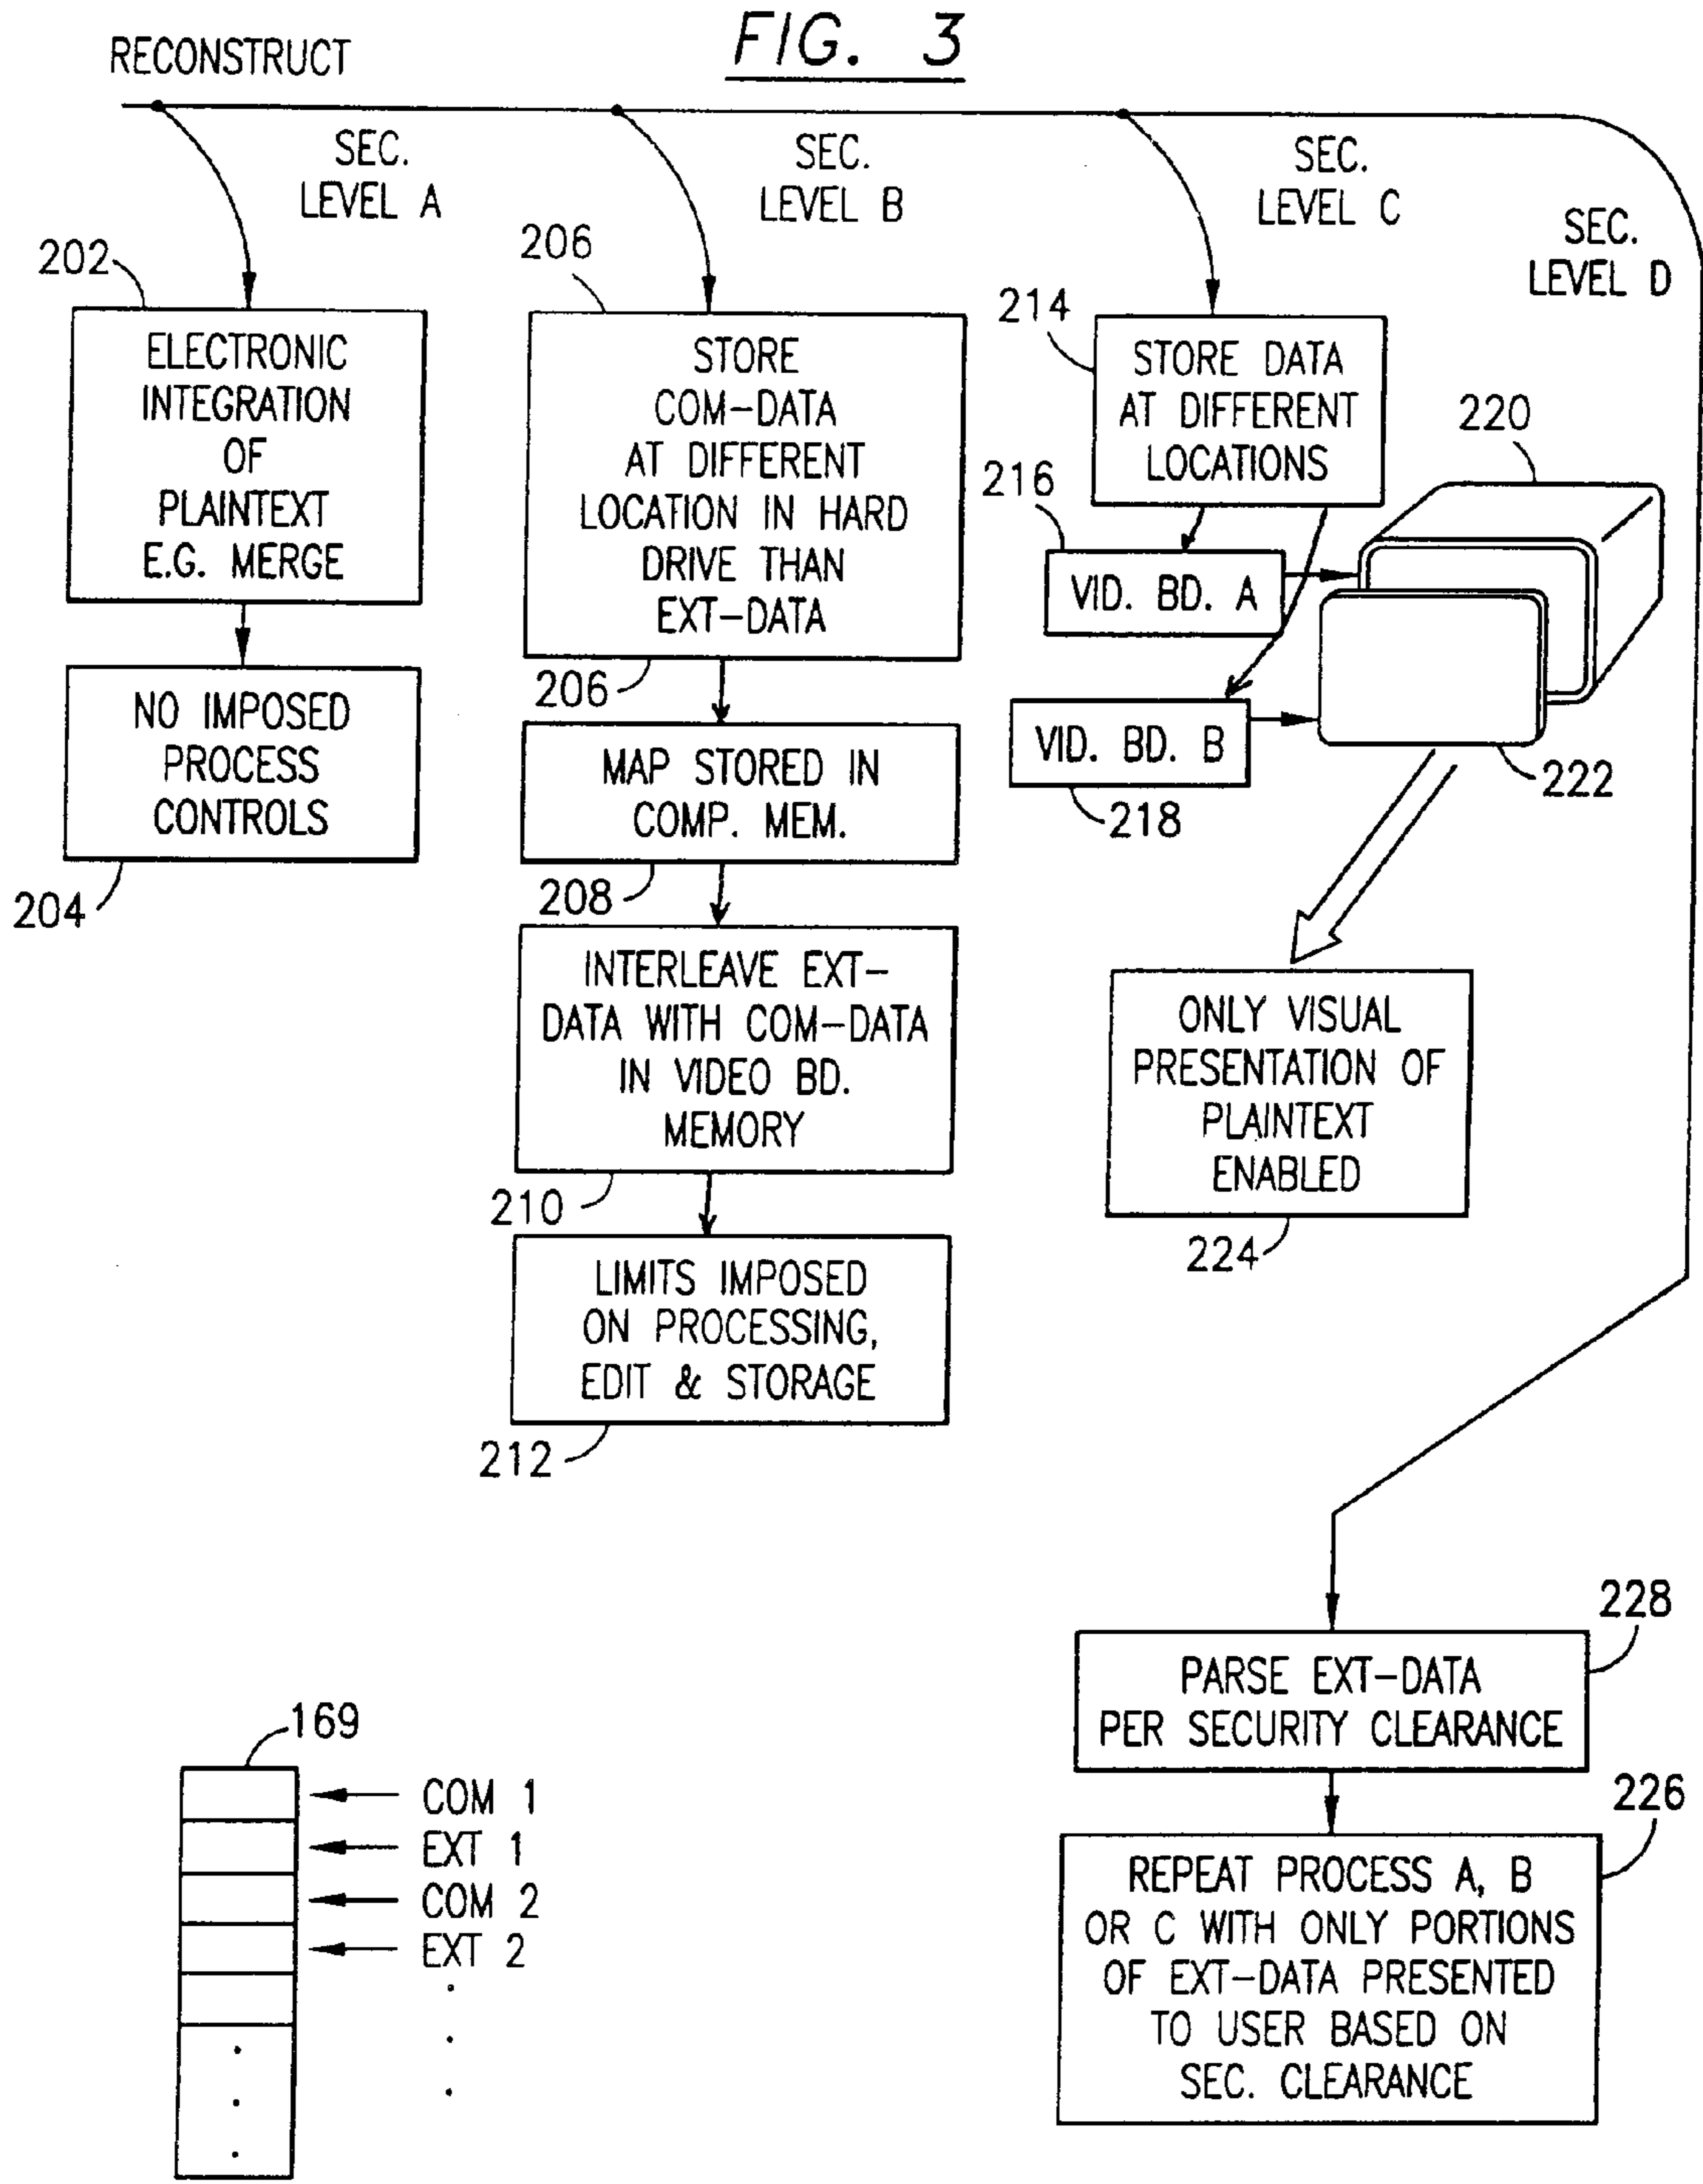 FIG. 3
RECONSTRUCT
SEC.
LEVEL A
SEC.
LEVEL B
SEC.
LEVEL C
SEC.
LEVEL D
202
ELECTRONIC
INTEGRATION
OF
PLAINTEXT
E.G. MERGE
NO IMPOSED
PROCESS
CONTROLS
204
206
STORE
COM-DATA
AT DIFFERENT
LOCATION IN HARD
DRIVE THAN
EXT-DATA
206
MAP STORED IN
COMP. MEM.
208
INTERLEAVE EXT-
DATA WITH COM-DATA
IN VIDEO BD.
MEMORY
210
LIMITS IMPOSED
ON PROCESSING,
EDIT & STORAGE
212
214
STORE DATA
AT DIFFERENT
LOCATIONS
216
VID. BD. A
220
VID. BD. B
218
222
ONLY VISUAL
PRESENTATION OF
PLAINTEXT
ENABLED
224
228
PARSE EXT-DATA
PER SECURITY CLEARANCE
226
REPEAT PROCESS A, B
OR C WITH ONLY PORTIONS
OF EXT-DATA PRESENTED
TO USER BASED ON
SEC. CLEARANCE
169
COM 1
EXT 1
COM 2
EXT 2